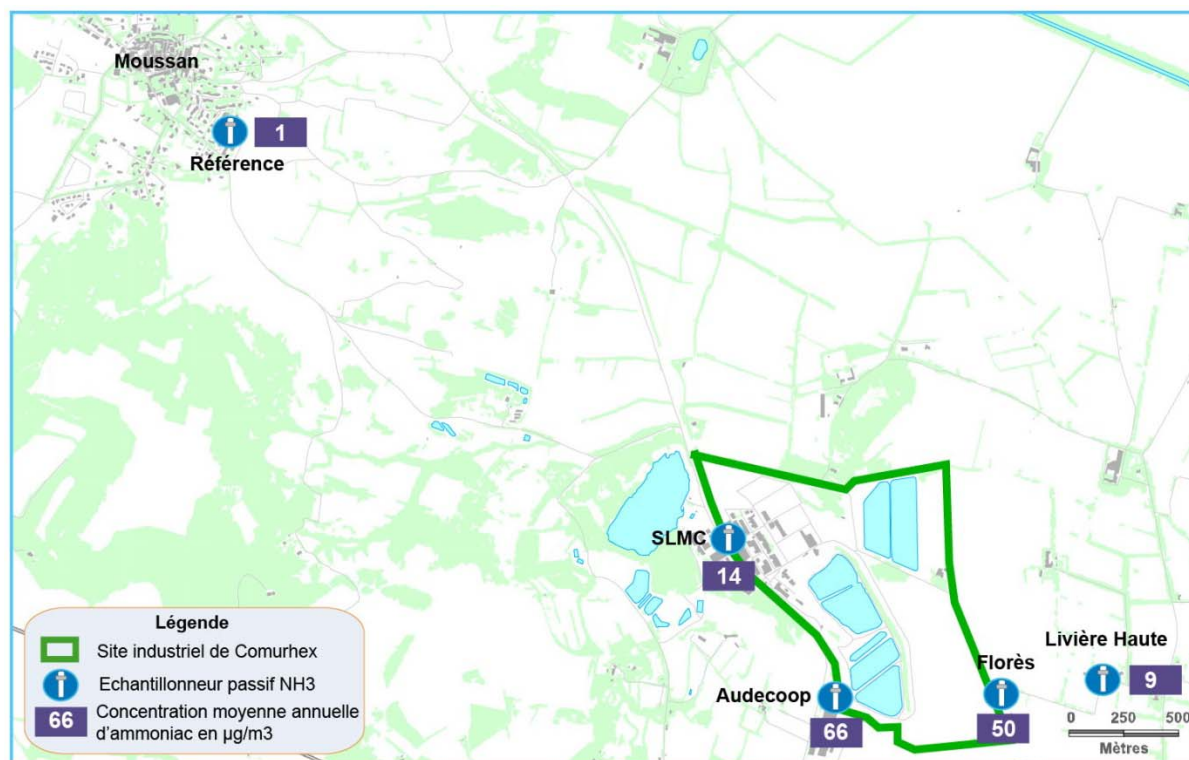 Moussan
1
Référence
SLMC
14
Livière Haute
9
Florès
50
Audecoop
66
0 250 500
Mètres
Légende
Site industriel de Comurhex
Echantillonneur passif NH3
66
Concentration moyenne annuelle
d'ammoniac en µg/m3